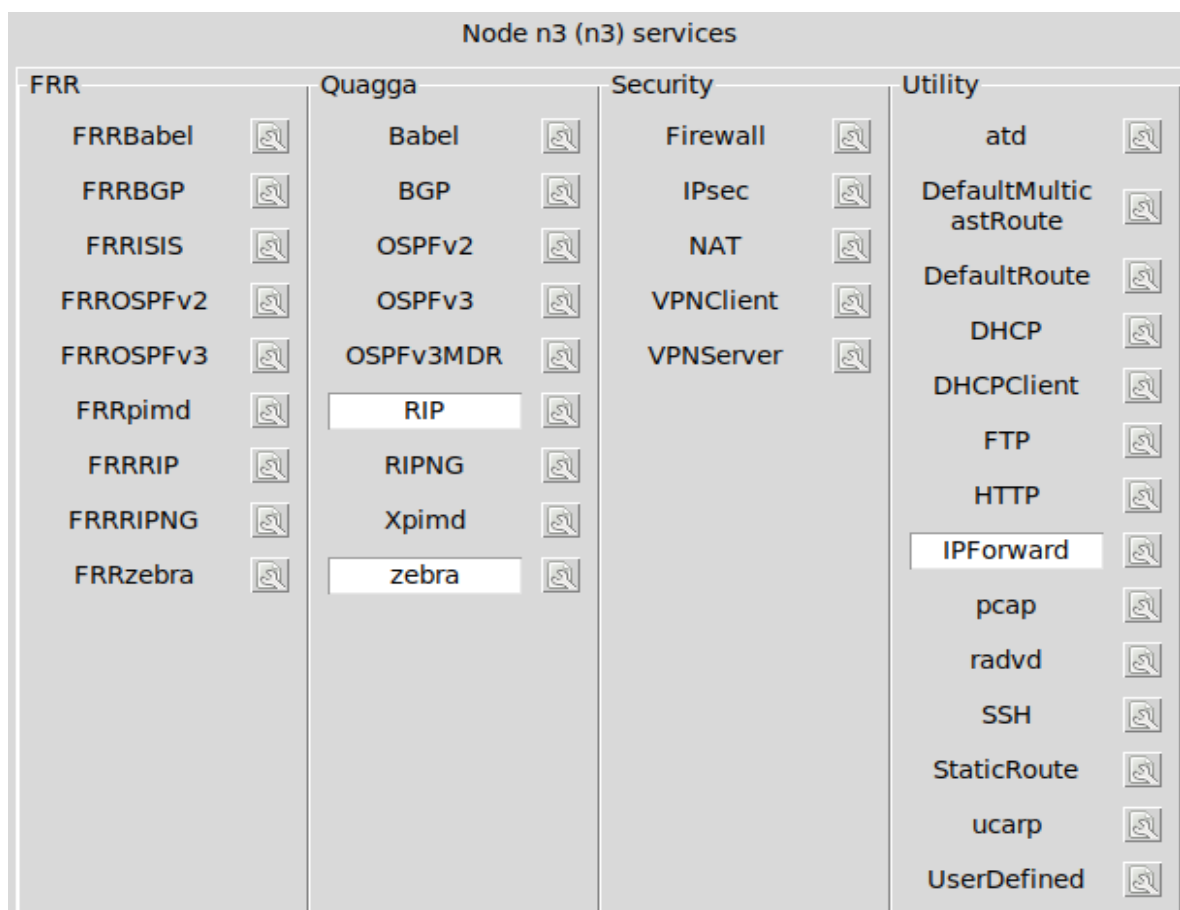 Node n3 (n3) services
FRR
FRRBabel
FRRBGP
FRRISIS
FRROSPFv2
FRROSPFv3
FRRpimd
FRRRIP
FRRRIPNG
FRRzebra
Quagga
Babel
BGP
OSPFv2
OSPFv3
OSPFv3MDR
RIP
RIPNG
Xpimd
zebra
Security
Firewall
IPsec
NAT
VPNClient
VPNServer
Utility
atd
DefaultMultic
astRoute
DefaultRoute
DHCP
DHCPClient
FTP
HTTP
IPForward
pcap
radvd
SSH
StaticRoute
ucarp
UserDefined